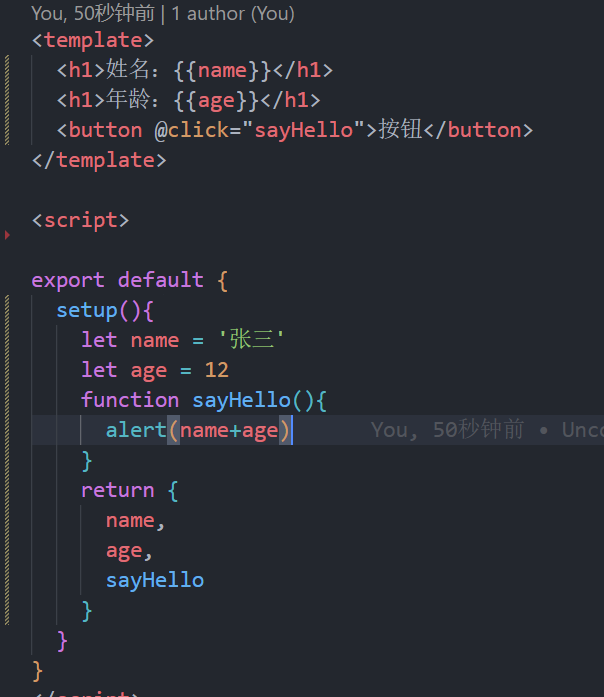 You, 50秒钟前 | 1 author (You)
<template>
  <h1>姓名：{{name}}</h1>
  <h1>年龄：{{age}}</h1>
  <button @click="sayHello">按钮</button>
</template>
<script>
export default {
  setup(){
    let name = '张三'
    let age = 12
    function sayHello(){
      alert(name+age)    You, 50秒钟前 • Unco
    }
    return {
      name,
      age,
      sayHello
    }
  }
}
</script>